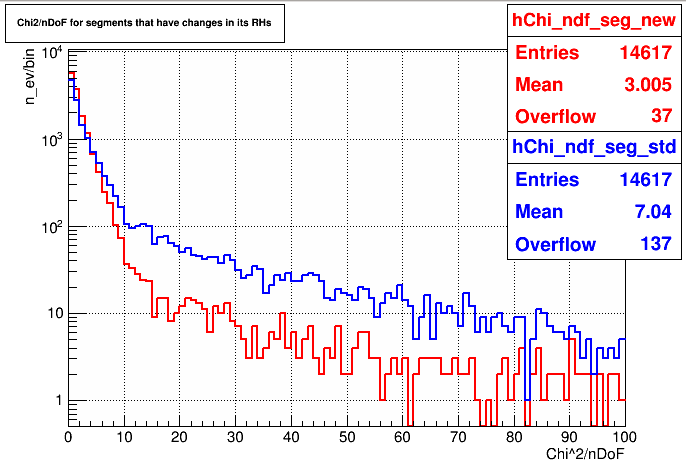 Chi2/nDoF for segments that have changes in its RHs
hChi_ndf_seg_new
Entries 14617
Mean 3.005
Overflow 37
hChi_ndf_seg_std
Entries 14617
Mean 7.04
Overflow 137
n_ev/bin
10^4
10^3
10^2
10
1
0 10 20 30 40 50 60 70 80 90 100
Chi^2/nDoF